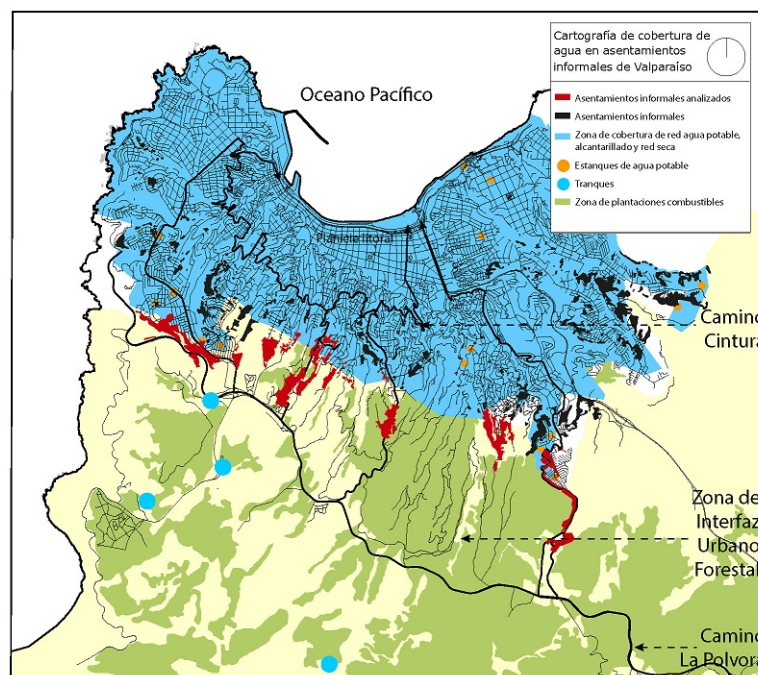 Cartografía de cobertura de
agua en asentamientos
informales de Valparaíso
Oceano Pacífico
Asentamientos informales analizados
Asentamientos informales
Zona de cobertura de red agua potable,
alcantarillado y red seca
Estanques de agua potable
Tranques
Zona de plantaciones combustibles
Camino
Cintura
Zona de
Interfaz
Urbano
Forestal
Camino
La Polvora